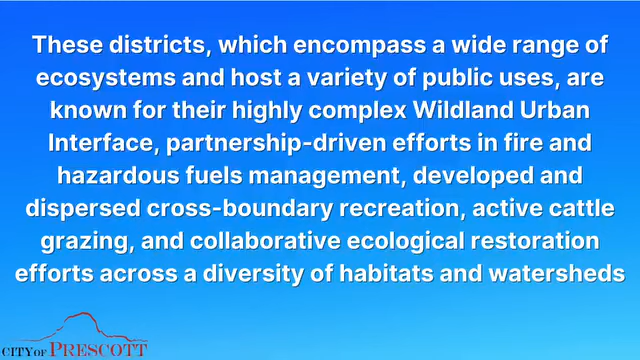 These districts, which encompass a wide range of
ecosystems and host a variety of public uses, are
known for their highly complex Wildland Urban
Interface, partnership-driven efforts in fire and
hazardous fuels management, developed and
dispersed cross-boundary recreation, active cattle
grazing, and collaborative ecological restoration
efforts across a diversity of habitats and watersheds
CITY OF PRESCOTT